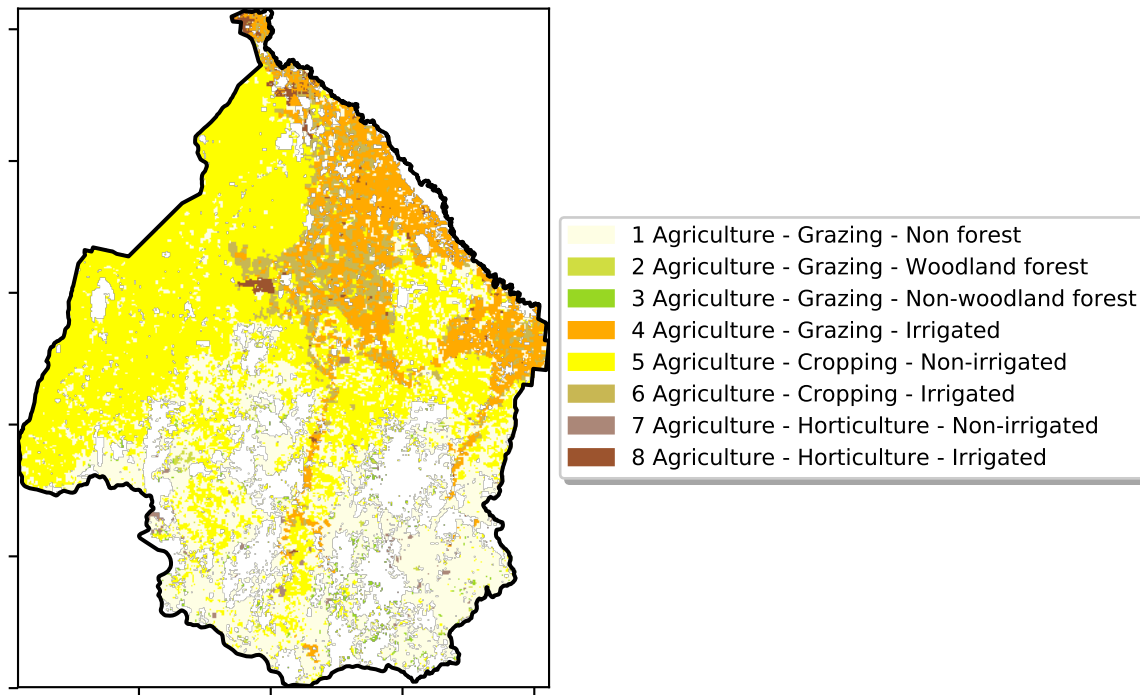 1 Agriculture - Grazing - Non forest
2 Agriculture - Grazing - Woodland forest
3 Agriculture - Grazing - Non-woodland forest
4 Agriculture - Grazing - Irrigated
5 Agriculture - Cropping - Non-irrigated
6 Agriculture - Cropping - Irrigated
7 Agriculture - Horticulture - Non-irrigated
8 Agriculture - Horticulture - Irrigated